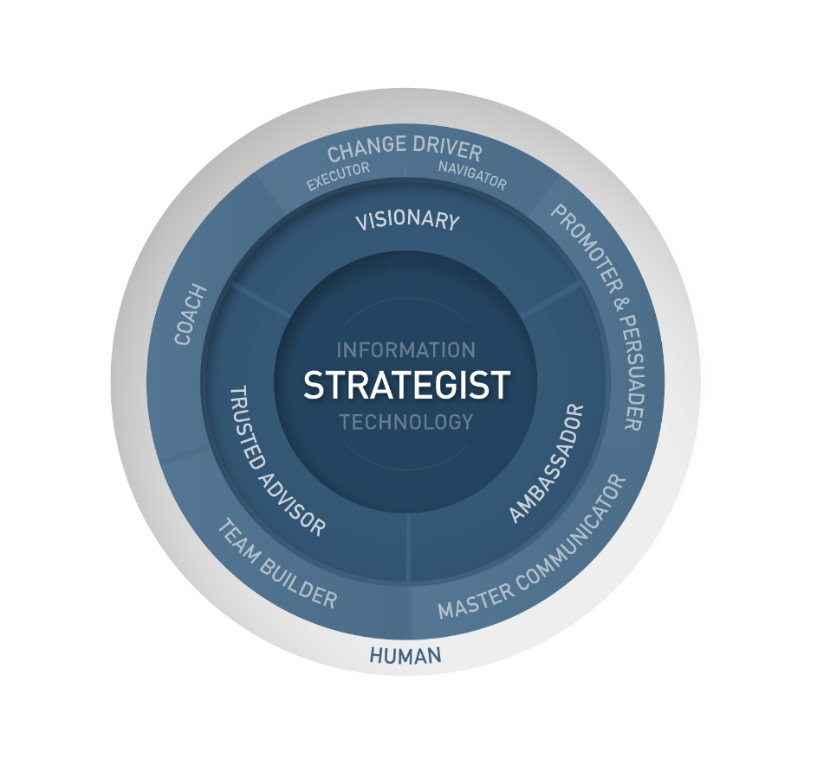 CHANGE DRIVER
EXECUTOR
NAVIGATOR
VISIONARY
PROMOTER & PERSUADER
COACH
INFORMATION
STRATEGIST
TECHNOLOGY
TRUSTED ADVISOR
AMBASSADOR
TEAM BUILDER
MASTER COMMUNICATOR
HUMAN